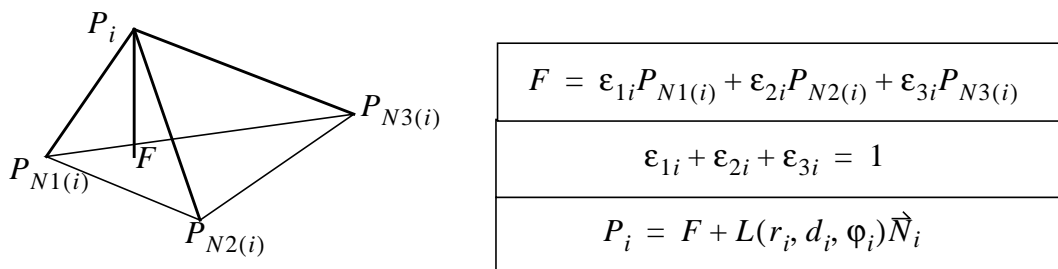 P_i
P_{N3(i)}
F
P_{N1(i)}
P_{N2(i)}
F = ε_{1i}P_{N1(i)} + ε_{2i}P_{N2(i)} + ε_{3i}P_{N3(i)}
ε_{1i} + ε_{2i} + ε_{3i} = 1
P_i = F + L(r_i, d_i, φ_i)\vec{N}_i